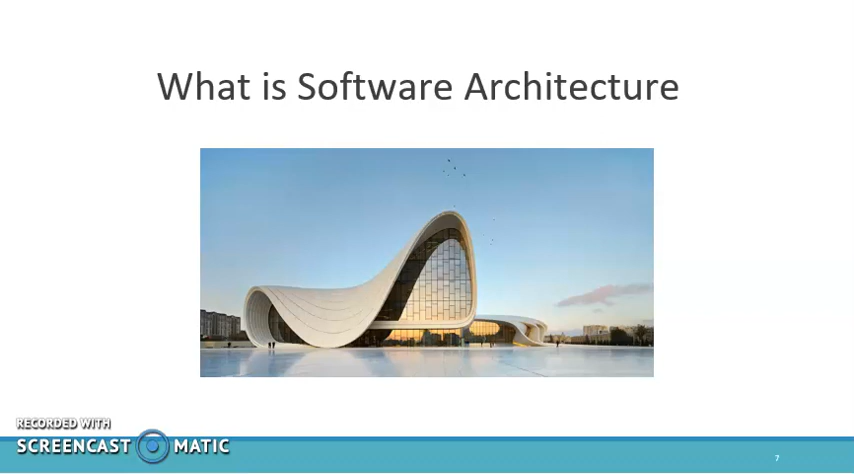 What is Software Architecture
RECORDED WITH
SCREENCAST MATIC
7